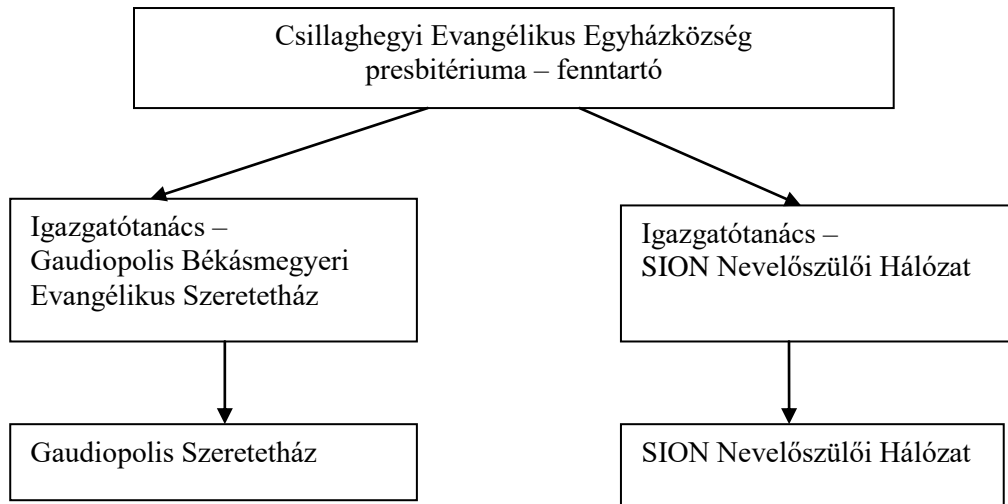 Csillaghegyi Evangélikus Egyházközség
presbitériuma – fenntartó
Igazgatótanács –
Gaudiopolis Békásmegyeri
Evangélikus Szeretetház
Igazgatótanács –
SION Nevelőszülői Hálózat
Gaudiopolis Szeretetház
SION Nevelőszülői Hálózat